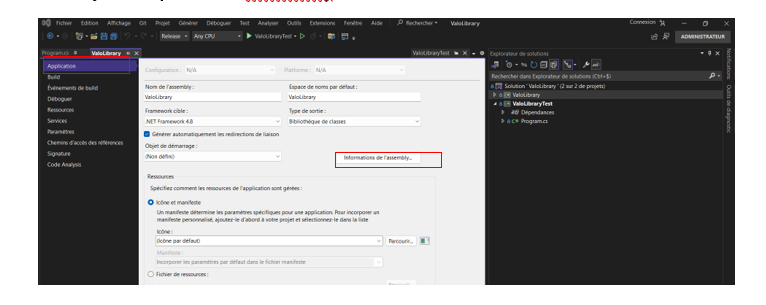 Fichier Edition Affichage Git Projet Générer Déboguer Test Analyser Outils Extensions Fenêtre Aide Rechercher ValoLibrary Connexion
Release Any CPU ValoLibraryTest ADMINISTRATEUR
Program.cs ValoLibrary ValoLibraryTest Explorateur de solutions
Application
Build
Événements de build
Déboguer
Ressources
Services
Paramètres
Chemins d'accès des références
Signature
Code Analysis
Configuration : N/A Plateforme : N/A
Nom de l'assembly : Espace de noms par défaut :
ValoLibrary ValoLibrary
Framework cible : Type de sortie :
.NET Framework 4.8 Bibliothèque de classes
Générer automatiquement les redirections de liaison
Objet de démarrage :
(Non défini) Informations de l'assembly...
Ressources
Spécifiez comment les ressources de l'application sont gérées :
Icône et manifeste
Un manifeste détermine les paramètres spécifiques pour une application. Pour incorporer un
manifeste personnalisé, ajoutez-le d'abord à votre projet et sélectionnez-le dans la liste
Icône :
(Icône par défaut) Parcourir...
Manifeste :
Incorporer les paramètres par défaut dans le fichier manifeste
Fichier de ressources :
Rechercher dans Explorateur de solutions (Ctrl+$)
Solution 'ValoLibrary' (2 sur 2 de projets)
ValoLibrary
ValoLibraryTest
Dépendances
C# Program.cs
Notifications
Outils de diagnostic